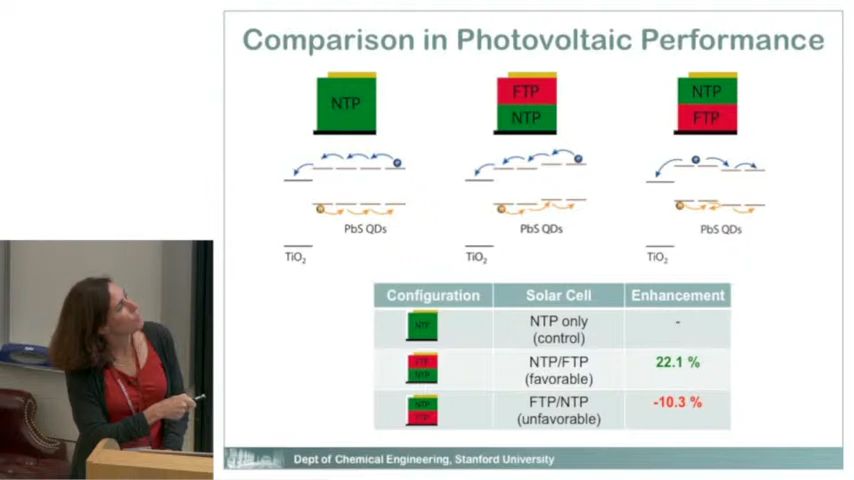 Comparison in Photovoltaic Performance
NTP
FTP
NTP
NTP
FTP
PbS QDs
PbS QDs
PbS QDs
TiO2
TiO2
TiO2
Configuration Solar Cell Enhancement
NTP
NTP only
(control)
-
FTP
NTP
NTP/FTP
(favorable)
22.1 %
NTP
FTP
FTP/NTP
(unfavorable)
-10.3 %
Dept of Chemical Engineering, Stanford University